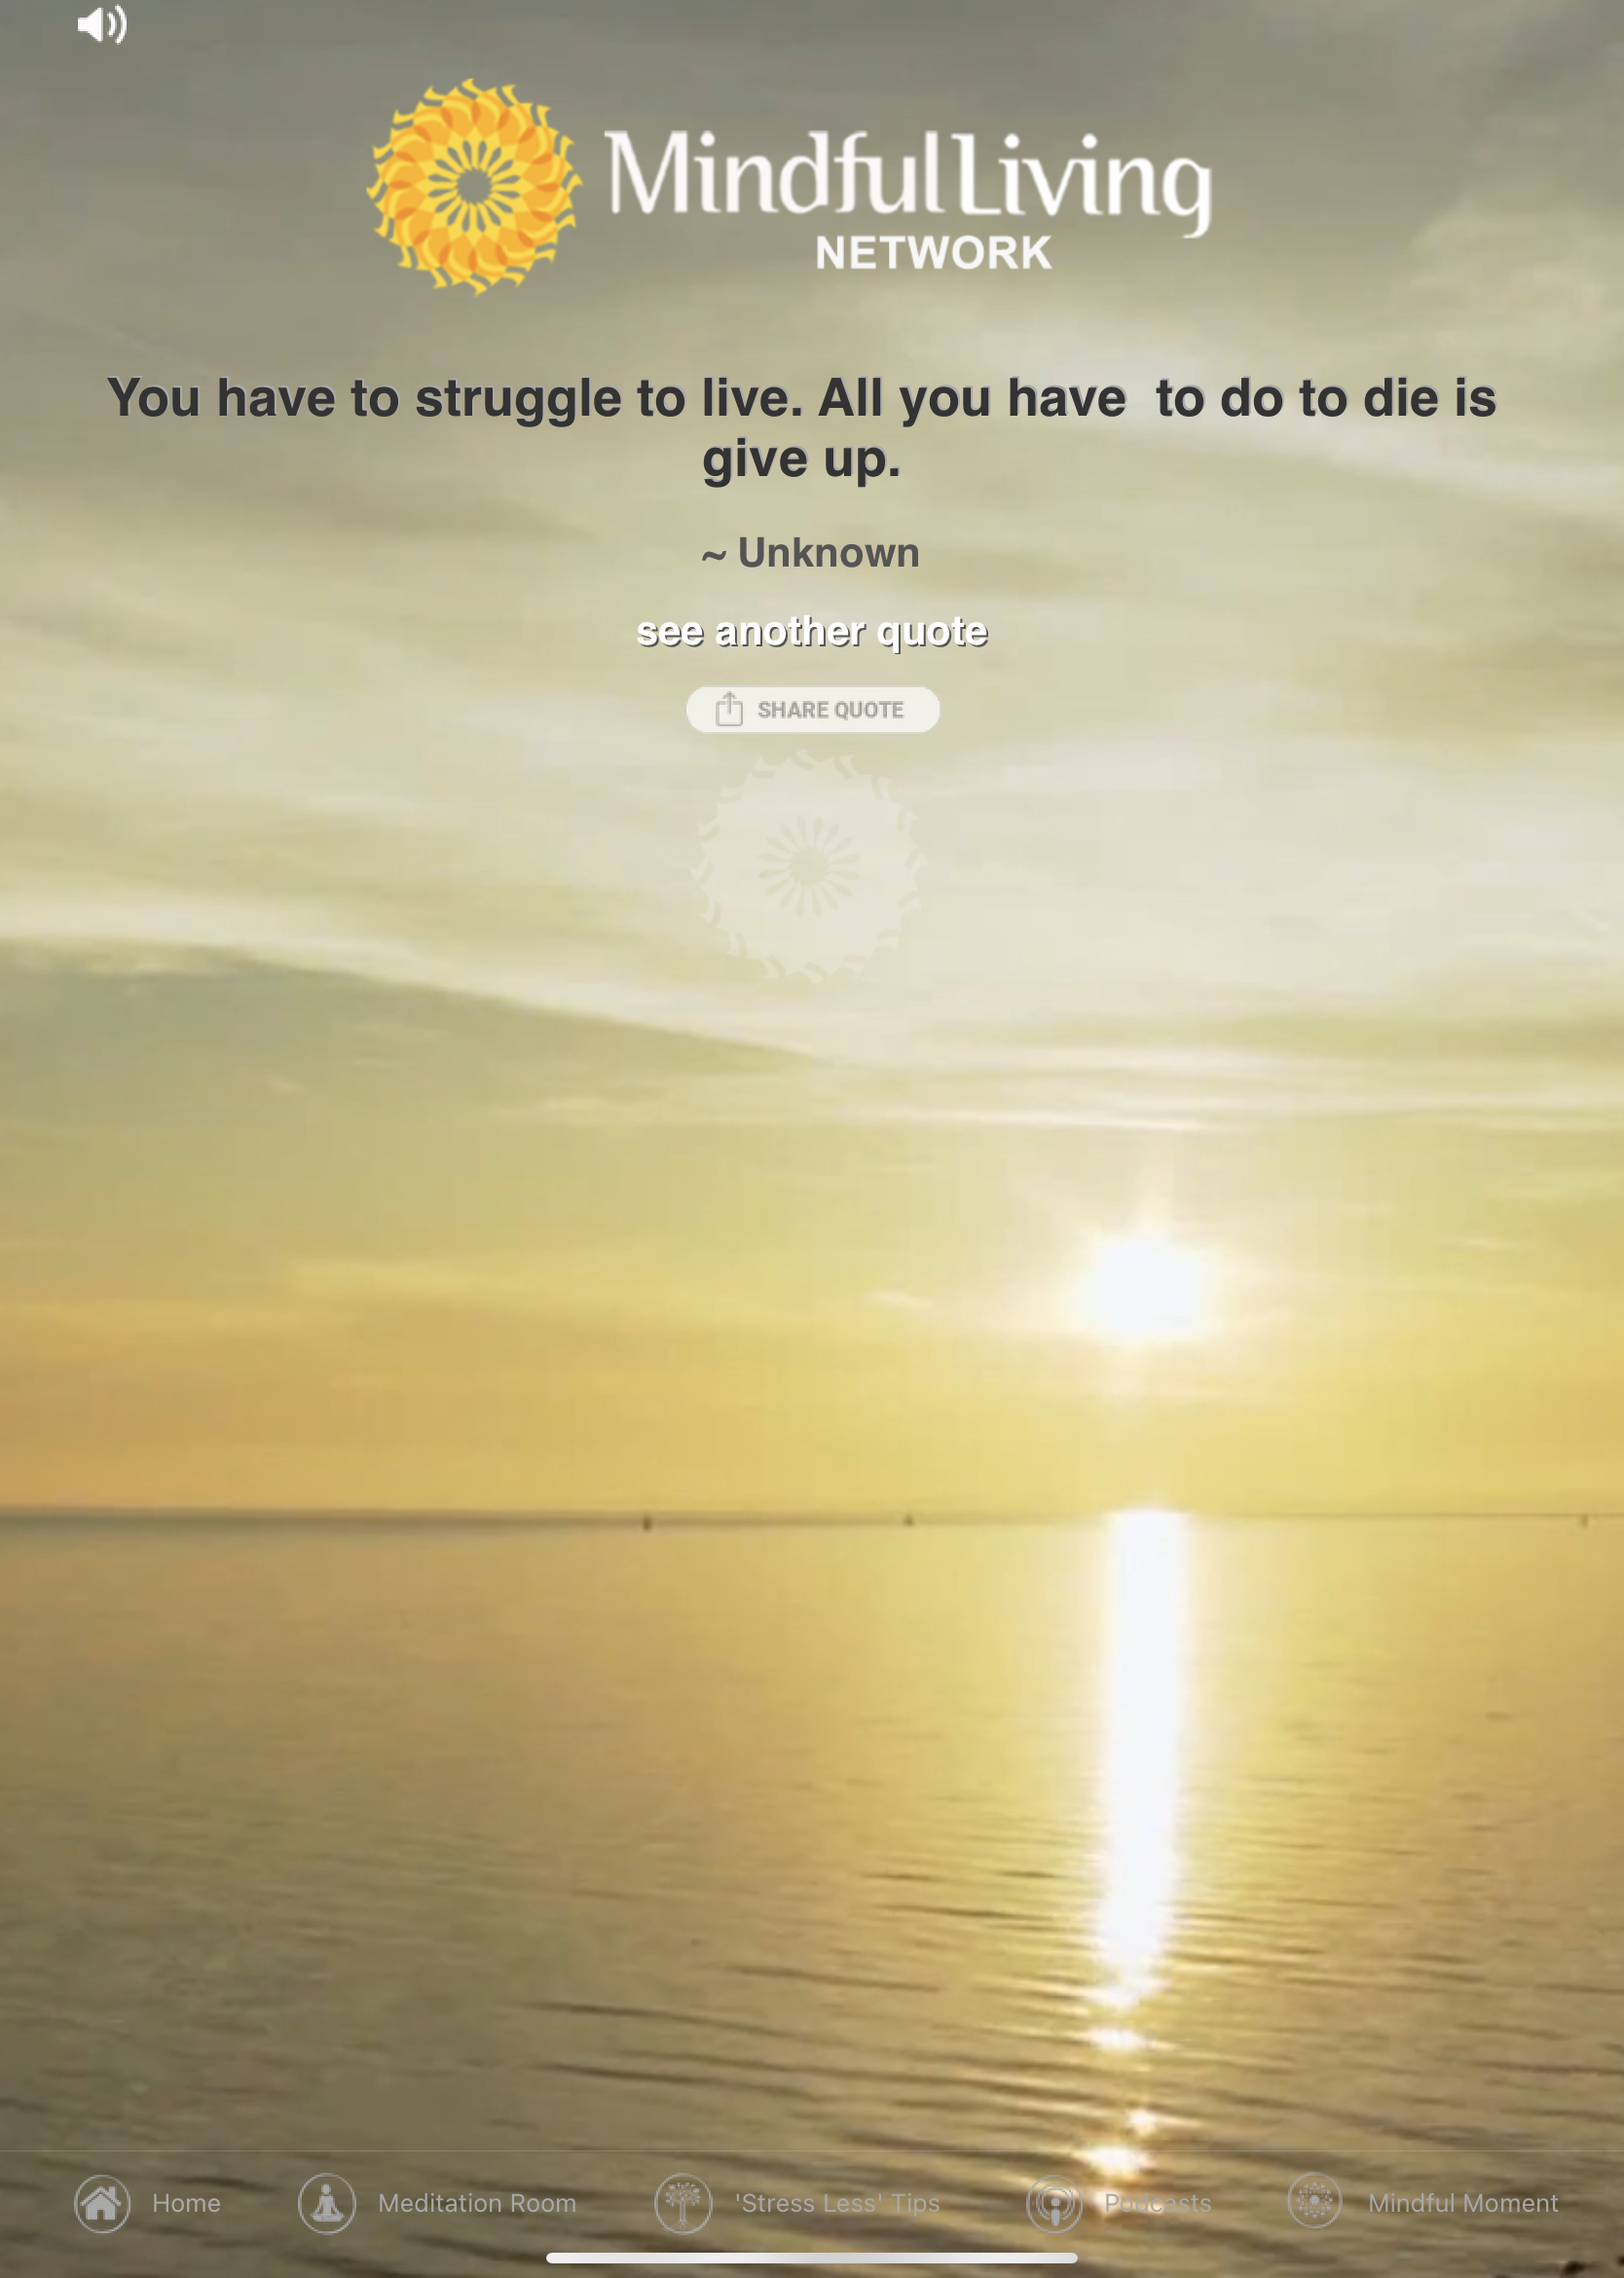 MindfulLiving
NETWORK
You have to struggle to live. All you have  to do to die is
give up.
~ Unknown
see another quote
SHARE QUOTE
Home Meditation Room 'Stress Less' Tips Podcasts Mindful Moment